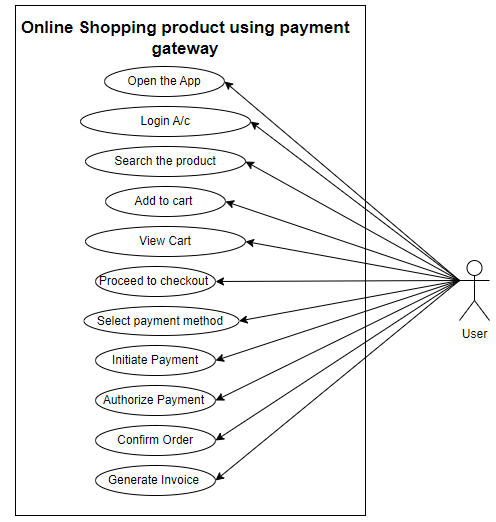 Online Shopping product using payment
gateway
Open the App
Login A/c
Search the product
Add to cart
View Cart
Proceed to checkout
Select payment method
Initiate Payment
Authorize Payment
Confirm Order
Generate Invoice
User